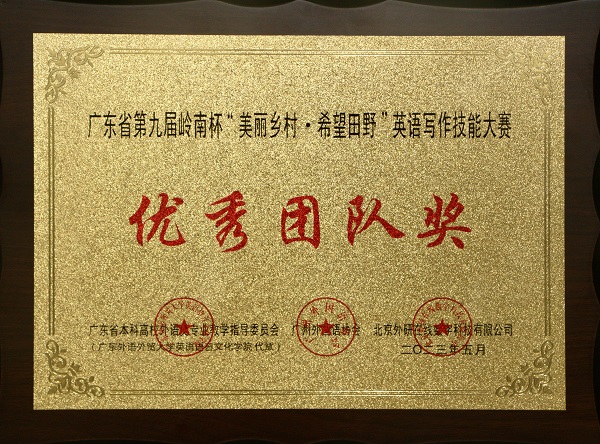 广东省第九届岭南杯“美丽乡村·希望田野”英语写作技能大赛
优秀团队奖
广东省本科高校外语类专业教学指导委员会 广州外国语协会 北京外研在线数字科技有限公司
（广东外语外贸大学英语语言文化学院代章） 二〇二三年五月